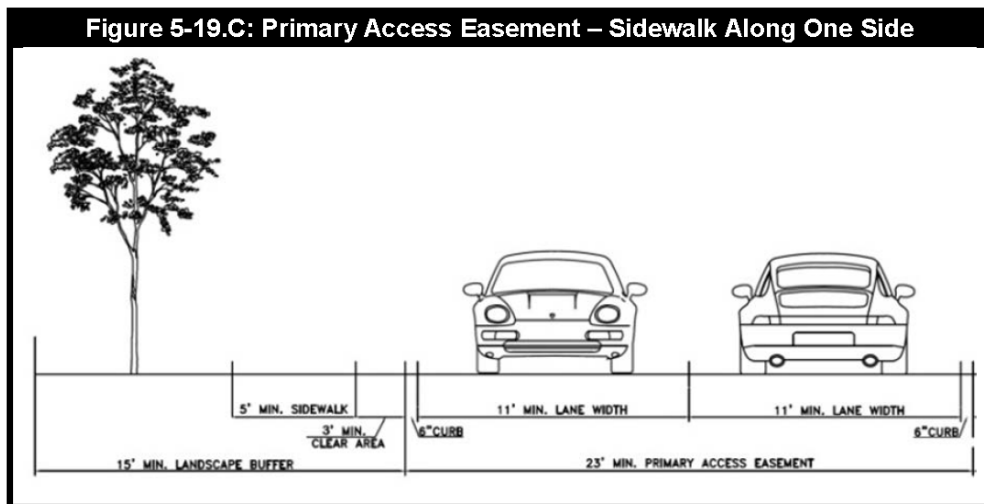 Figure 5-19.C: Primary Access Easement – Sidewalk Along One Side
5' MIN. SIDEWALK
11' MIN. LANE WIDTH
11' MIN. LANE WIDTH
3' MIN.
CLEAR AREA
6"CURB
6"CURB
15' MIN. LANDSCAPE BUFFER
23' MIN. PRIMARY ACCESS EASEMENT